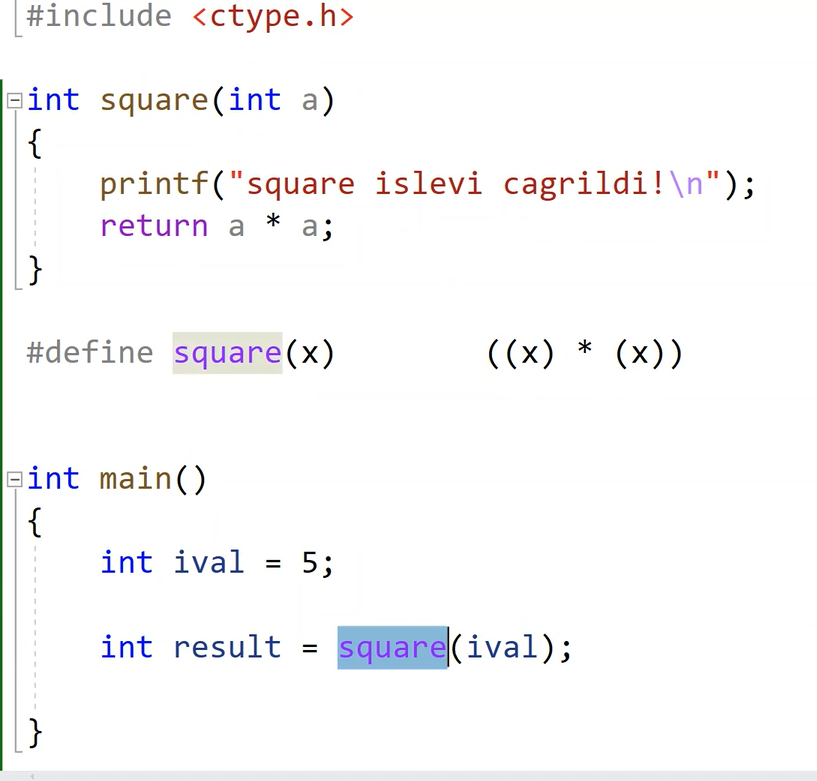 #include <ctype.h>
int square(int a)
{
printf("square islevi cagrildi!\n");
return a * a;
}
#define square(x) ((x) * (x))
int main()
{
int ival = 5;
int result = square(ival);
}